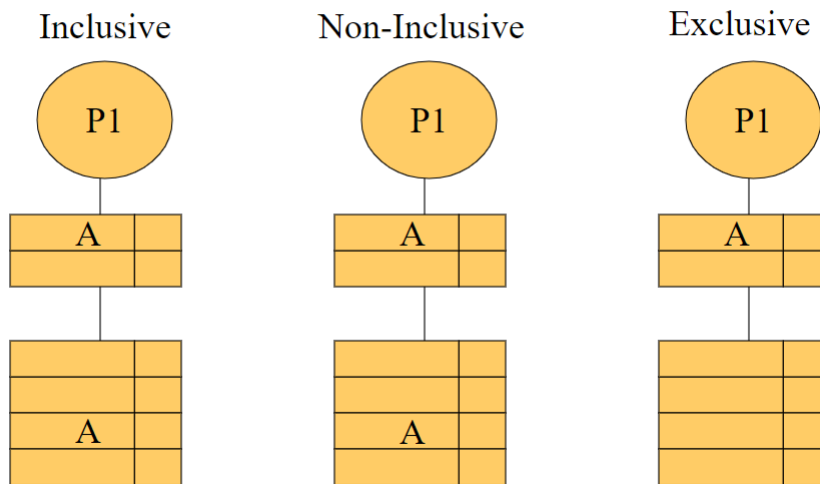 Inclusive Non-Inclusive Exclusive
P1 P1 P1
A A A
A A